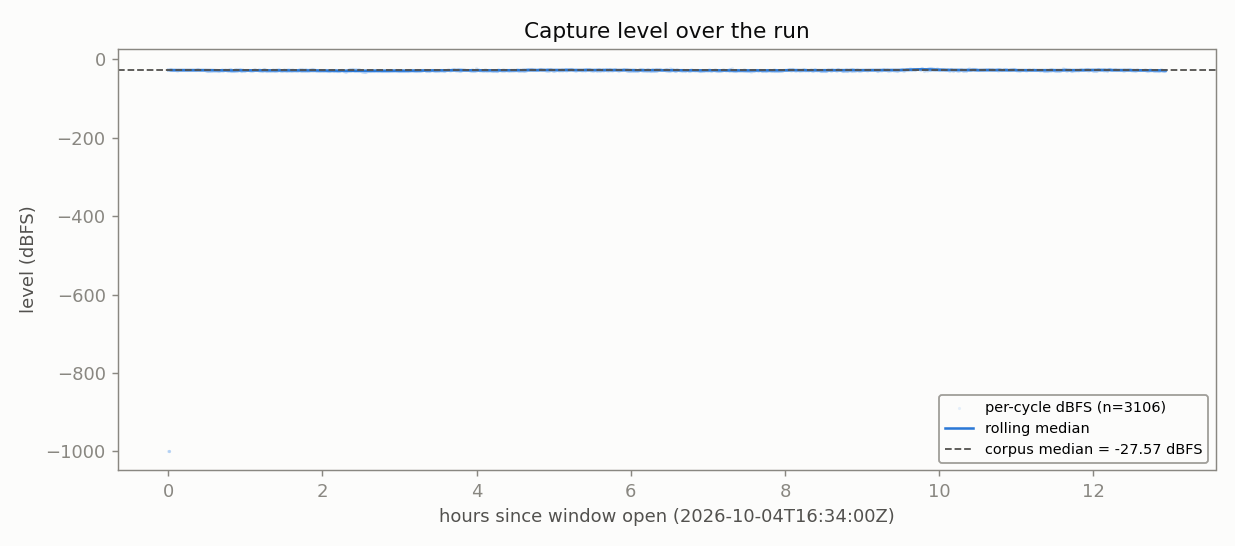 Capture level over the run
level (dBFS)
0
−200
−400
−600
−800
−1000
per-cycle dBFS (n=3106)
rolling median
corpus median = -27.57 dBFS
0 2 4 6 8 10 12
hours since window open (2026-10-04T16:34:00Z)